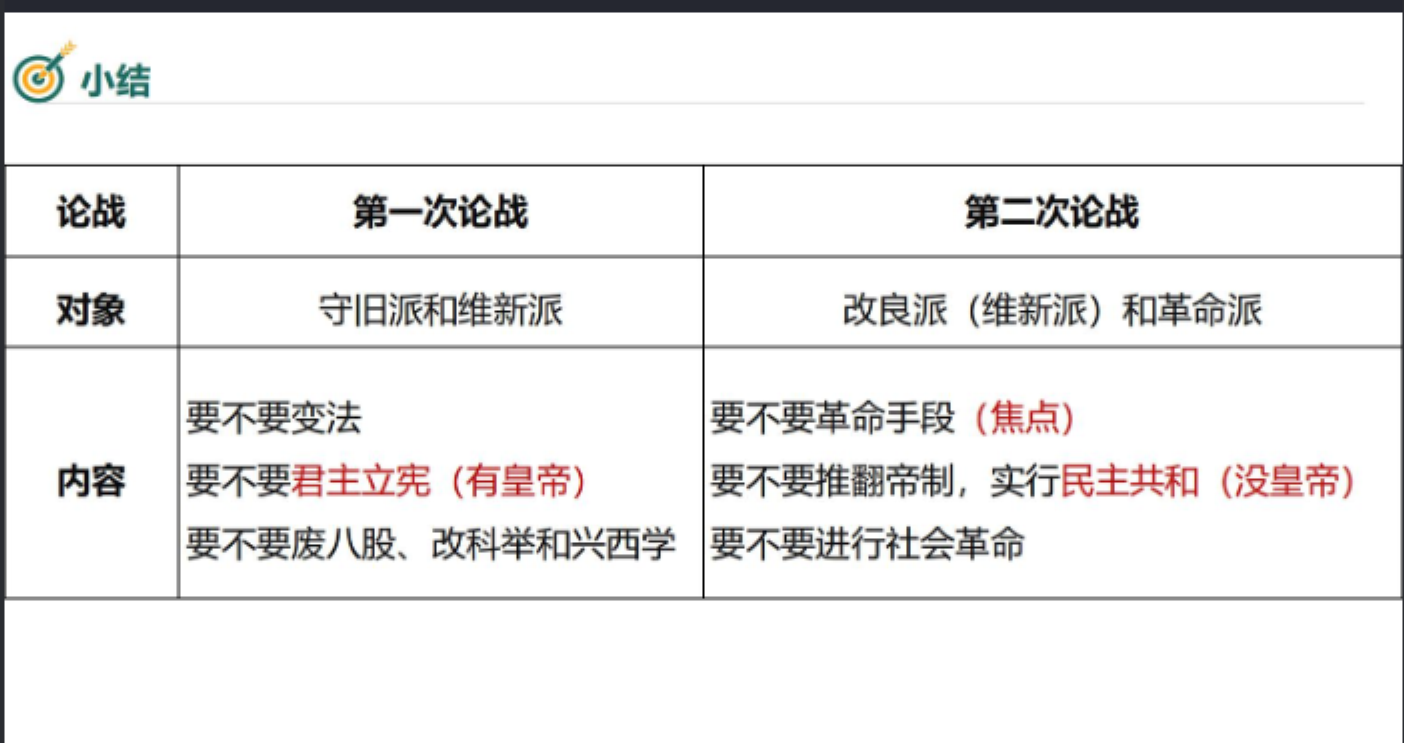 小结
论战
第一次论战
第二次论战
对象
守旧派和维新派
改良派（维新派）和革命派
内容
要不要变法
要不要君主立宪（有皇帝）
要不要废八股、改科举和兴西学
要不要革命手段（焦点）
要不要推翻帝制，实行民主共和（没皇帝）
要不要进行社会革命